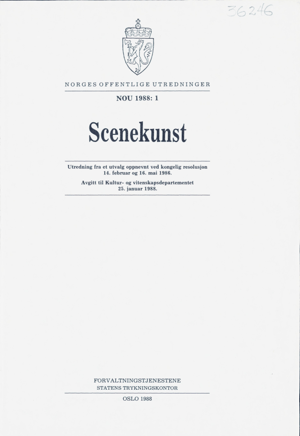 36246
NORGES OFFENTLIGE UTREDNINGER
NOU 1988: 1
Scenekunst
Utredning fra et utvalg oppnevnt ved kongelig resolusjon
14. februar og 16. mai 1986.
Avgitt til Kultur- og vitenskapsdepartementet
25. januar 1988.
FORVALTNINGSTJENESTENE
STATENS TRYKNINGSKONTOR
OSLO 1988